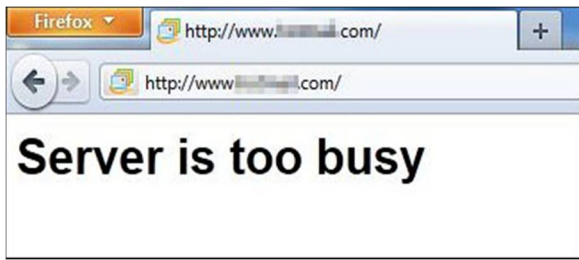 Firefox
http://www. .com/
http://www .com/
Server is too busy